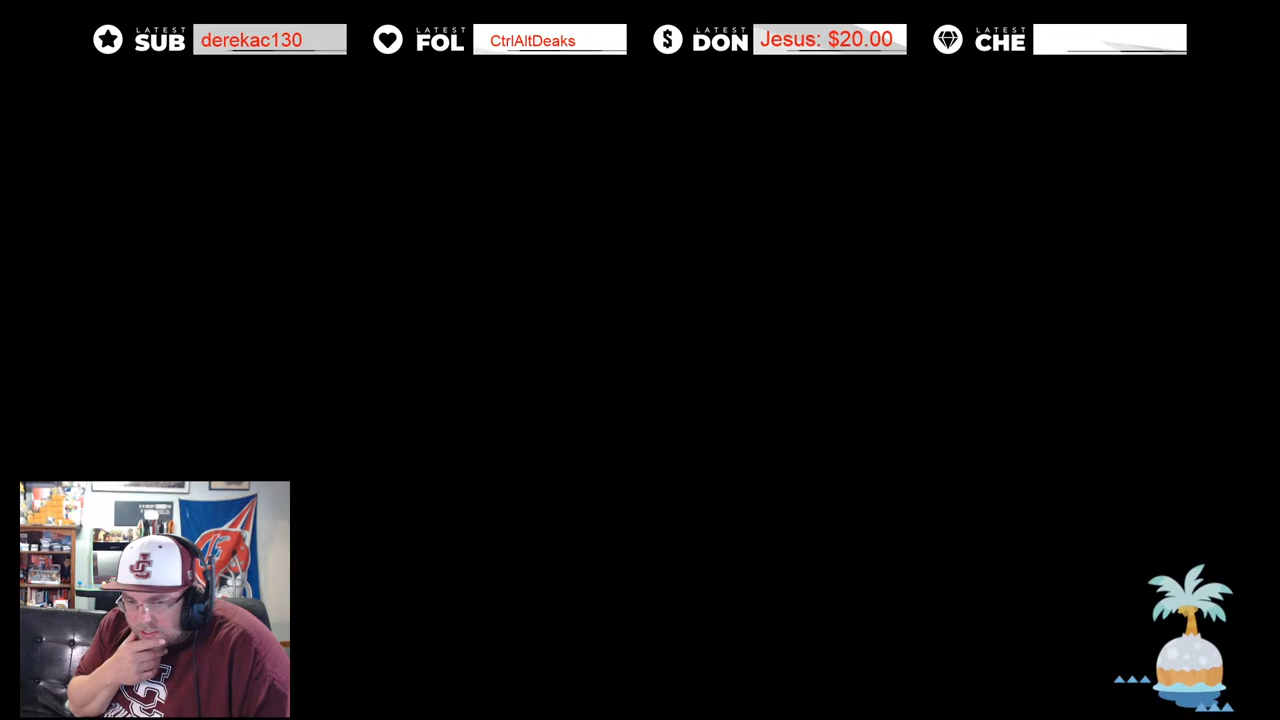 LATEST
SUB
derekac130
LATEST
FOL
CtrlAltDeaks
LATEST
DON
Jesus: $20.00
LATEST
CHE